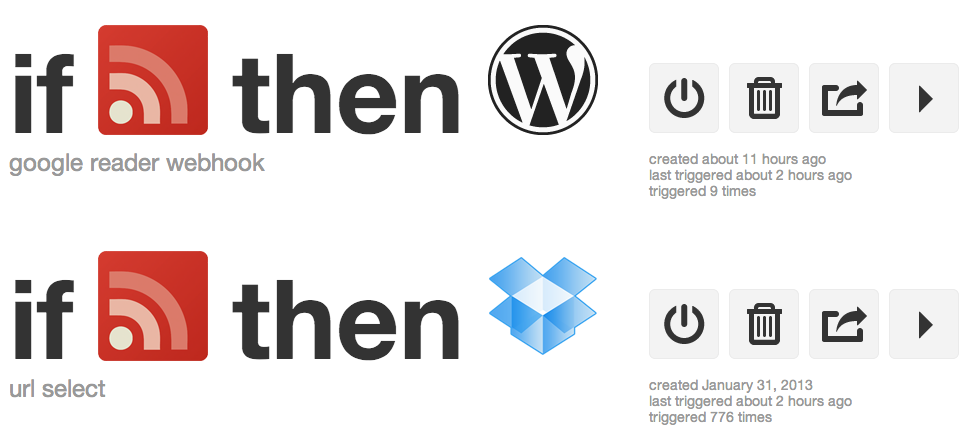 if then
google reader webhook
created about 11 hours ago
last triggered about 2 hours ago
triggered 9 times
if then
url select
created January 31, 2013
last triggered about 2 hours ago
triggered 776 times